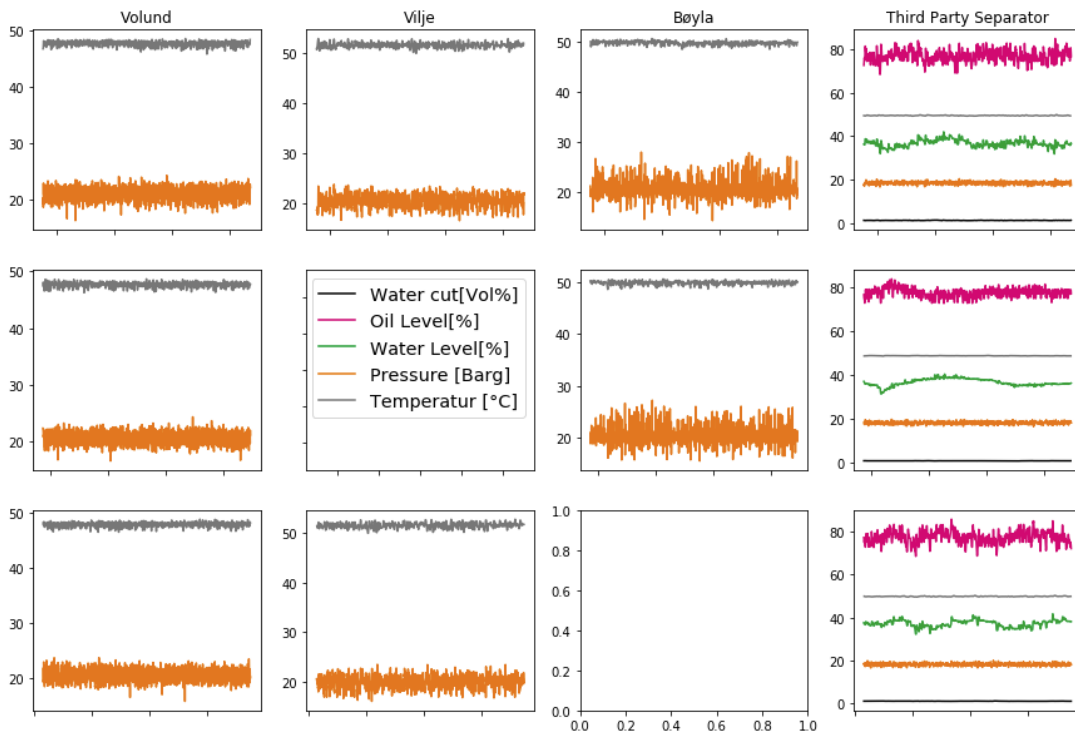 Volund Vilje Bøyla Third Party Separator
50 40 30 20
50 40 30 20
50 40 30 20
80 60 40 20 0
50 40 30 20
Water cut[Vol%]
Oil Level[%]
Water Level[%]
Pressure [Barg]
Temperatur [°C]
50 40 30 20
80 60 40 20 0
50 40 30 20
50 40 30 20
1.0 0.8 0.6 0.4 0.2 0.0
0.0 0.2 0.4 0.6 0.8 1.0
80 60 40 20 0